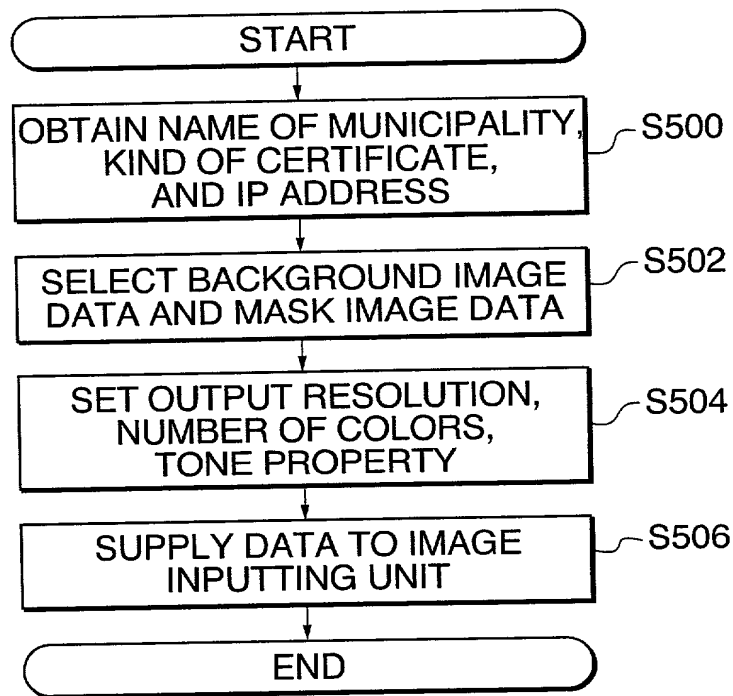 START
OBTAIN NAME OF MUNICIPALITY,
KIND OF CERTIFICATE,
AND IP ADDRESS
S500
SELECT BACKGROUND IMAGE
DATA AND MASK IMAGE DATA
S502
SET OUTPUT RESOLUTION,
NUMBER OF COLORS,
TONE PROPERTY
S504
SUPPLY DATA TO IMAGE
INPUTTING UNIT
S506
END